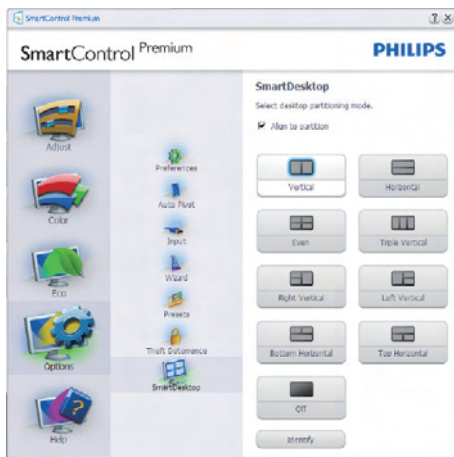 SmartControl Premium
SmartControl Premium
PHILIPS
Adjust
Color
Eco
Options
Help
Preferences
Auto Pivot
Input
Wizard
Presets
Theft Deterrence
SmartDesktop
SmartDesktop
Select desktop partitioning mode.
Align to partition
Vertical
Horizontal
Even
Triple Vertical
Right Vertical
Left Vertical
Bottom Horizontal
Top Horizontal
Off
Identify